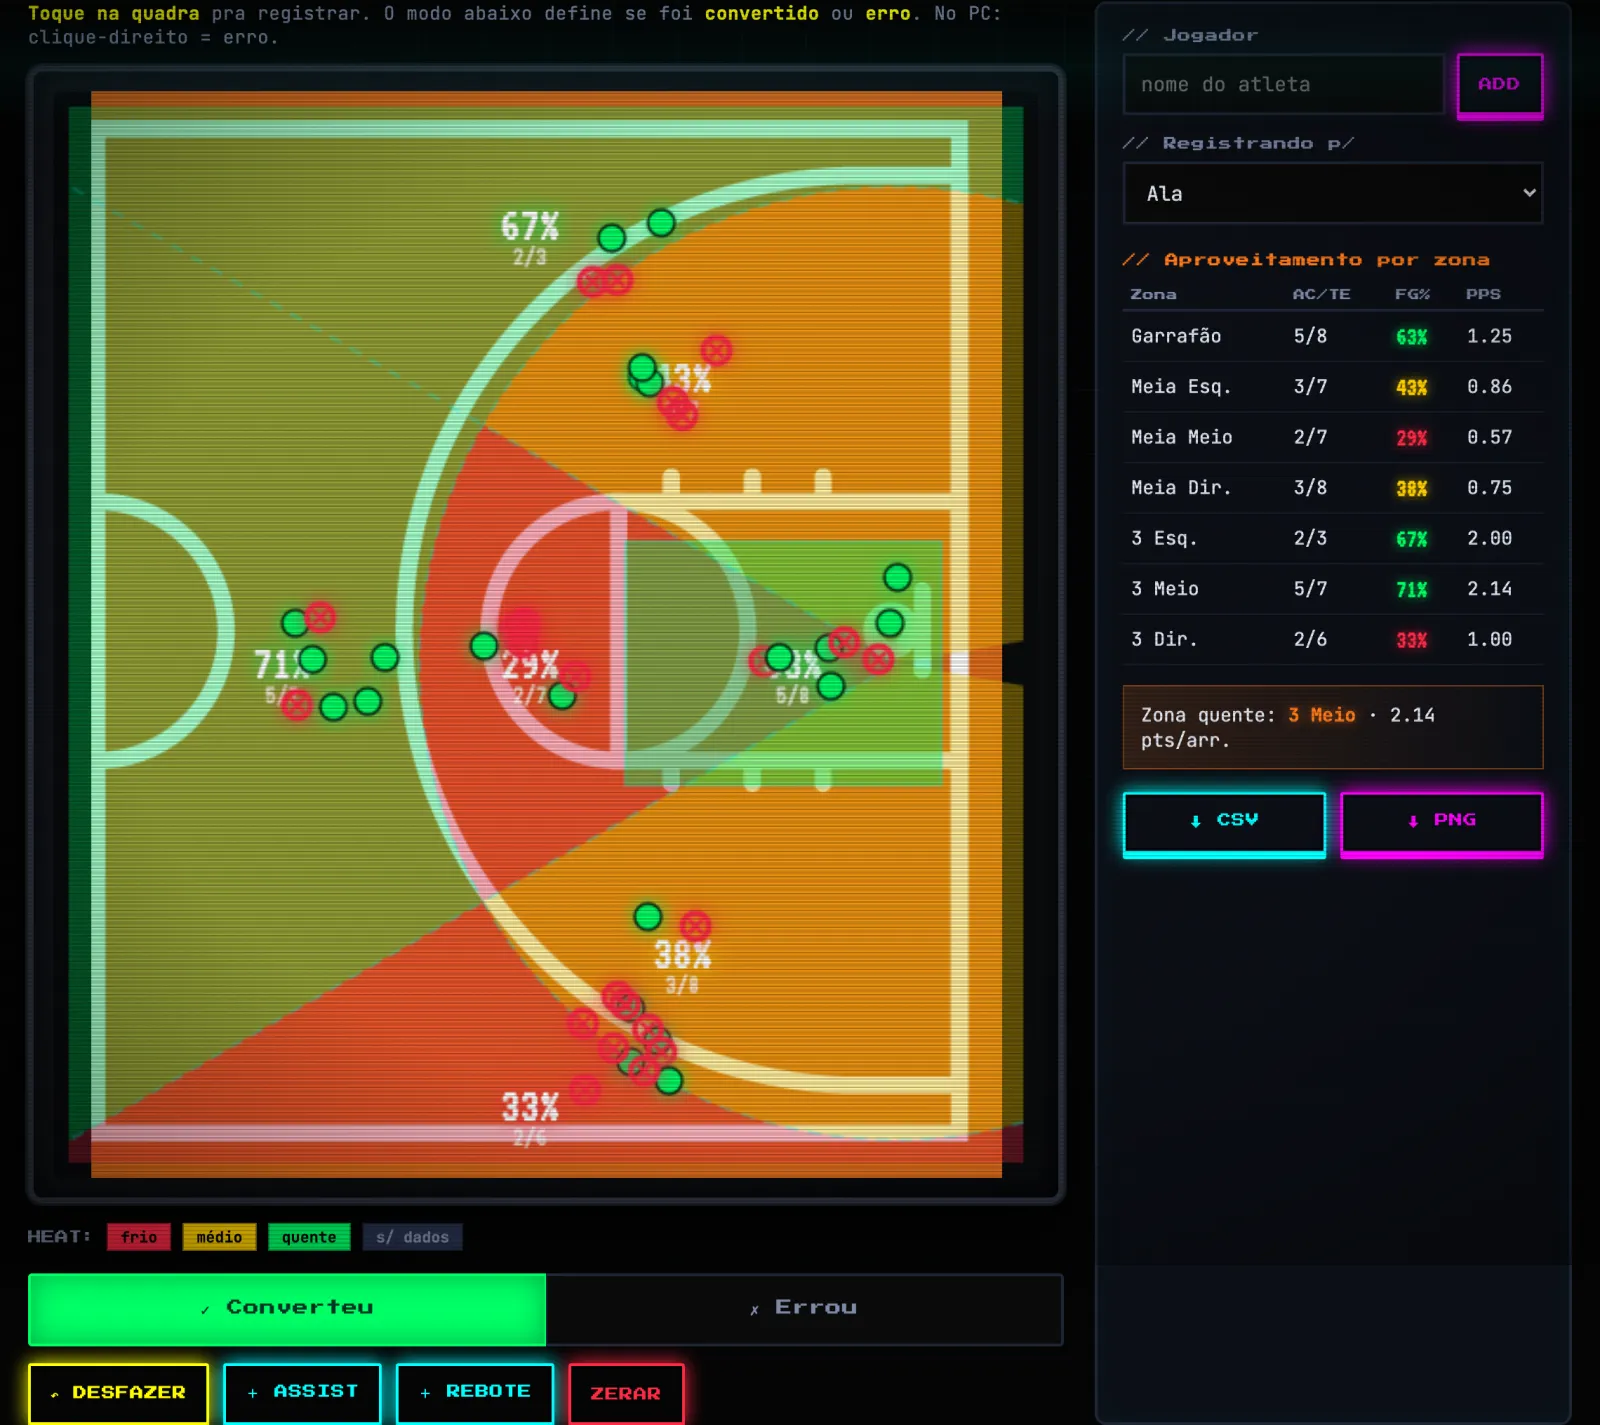 Toque na quadra pra registrar. O modo abaixo define se foi convertido ou erro. No PC:
clique-direito = erro.
67%
2/3
71%
5/
29%
2/7
5/8
38%
3/8
33%
2/6
HEAT: frio médio quente s/ dados
✓ Converteu
✗ Errou
↶ DESFAZER
+ ASSIST
+ REBOTE
ZERAR
// Jogador
nome do atleta
ADD
// Registrando p/
Ala
// Aproveitamento por zona
Zona AC/TE FG% PPS
Garrafão 5/8 63% 1.25
Meia Esq. 3/7 43% 0.86
Meia Meio 2/7 29% 0.57
Meia Dir. 3/8 38% 0.75
3 Esq. 2/3 67% 2.00
3 Meio 5/7 71% 2.14
3 Dir. 2/6 33% 1.00
Zona quente: 3 Meio · 2.14
pts/arr.
↓ CSV
↓ PNG